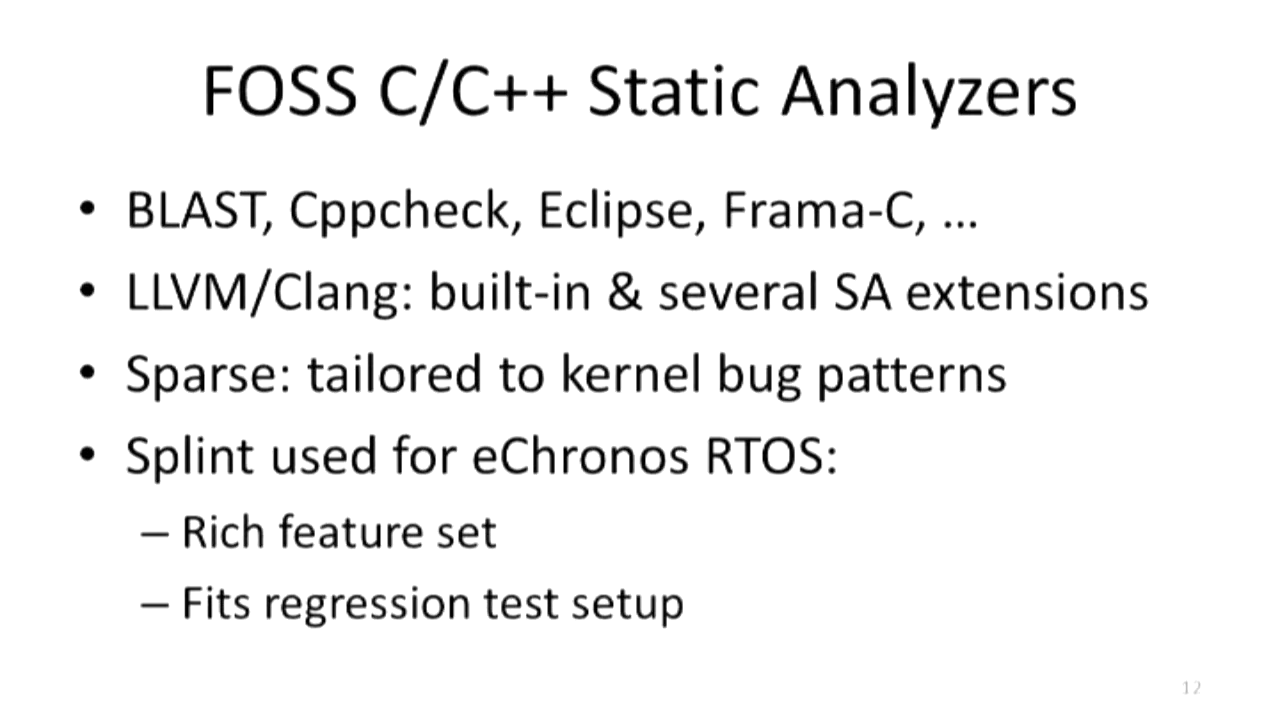 FOSS C/C++ Static Analyzers
• BLAST, Cppcheck, Eclipse, Frama-C, …
• LLVM/Clang: built-in & several SA extensions
• Sparse: tailored to kernel bug patterns
• Splint used for eChronos RTOS:
– Rich feature set
– Fits regression test setup
12